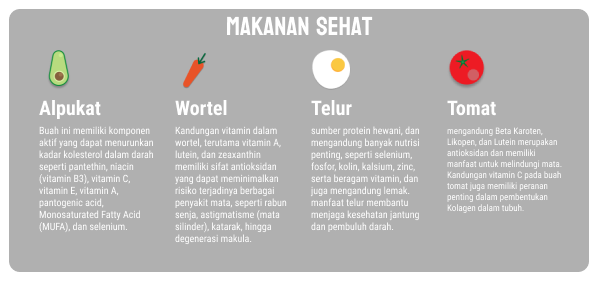 MAKANAN SEHAT
Alpukat
Buah ini memiliki komponen
aktif yang dapat menurunkan
kadar kolesterol dalam darah
seperti pantethin, niacin
(vitamin B3), vitamin C,
vitamin E, vitamin A,
pantogenic acid,
Monosaturated Fatty Acid
(MUFA), dan selenium.
Wortel
Kandungan vitamin dalam
wortel, terutama vitamin A,
lutein, dan zeaxanthin
memiliki sifat antioksidan
yang dapat meminimalkan
risiko terjadinya berbagai
penyakit mata, seperti rabun
senja, astigmatisme (mata
silinder), katarak, hingga
degenerasi makula.
Telur
sumber protein hewani, dan
mengandung banyak nutrisi
penting, seperti selenium,
fosfor, kolin, kalsium, zinc,
serta beragam vitamin, dan
juga mengandung lemak.
manfaat telur membantu
menjaga kesehatan jantung
dan pembuluh darah.
Tomat
mengandung Beta Karoten,
Likopen, dan Lutein merupakan
antioksidan dan memiliki
manfaat untuk melindungi mata.
Kandungan vitamin C pada buah
tomat juga memiliki peranan
penting dalam pembentukan
Kolagen dalam tubuh.